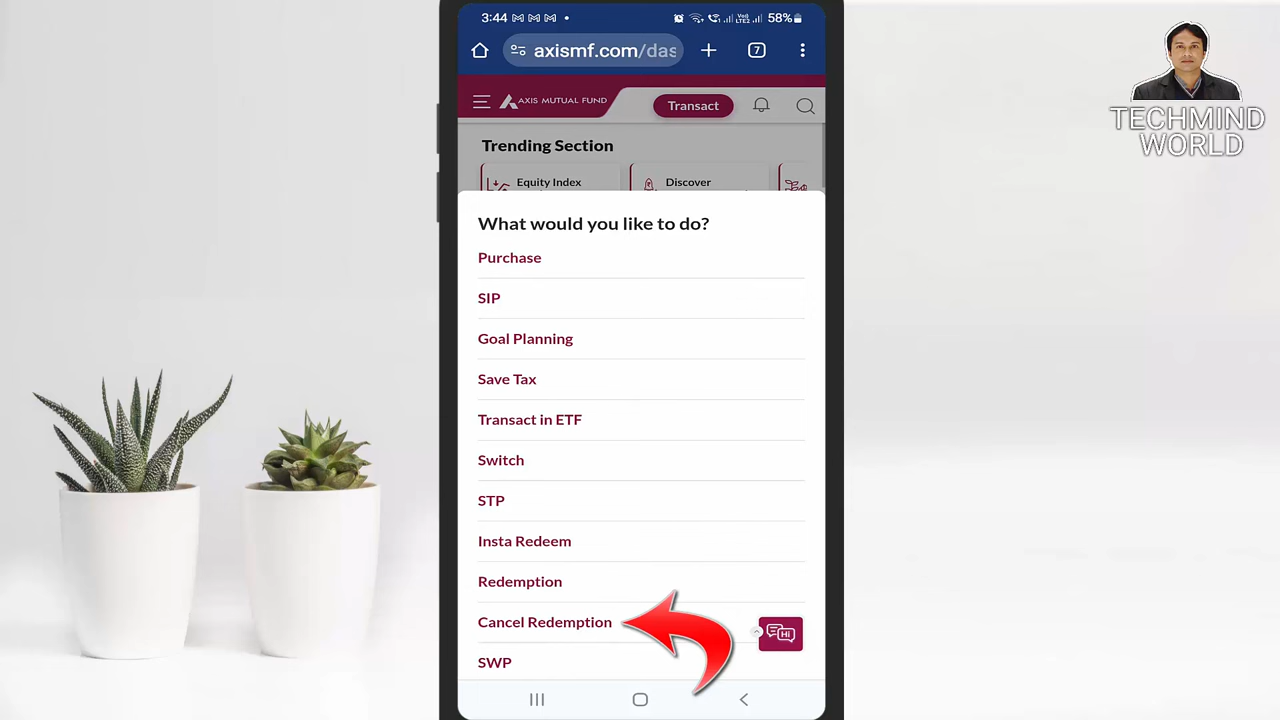 3:44
58%
axismf.com/das
7
AXIS MUTUAL FUND
Transact
Trending Section
Equity Index
Discover
What would you like to do?
Purchase
SIP
Goal Planning
Save Tax
Transact in ETF
Switch
STP
Insta Redeem
Redemption
Cancel Redemption
Hi
SWP
TECHMIND
WORLD